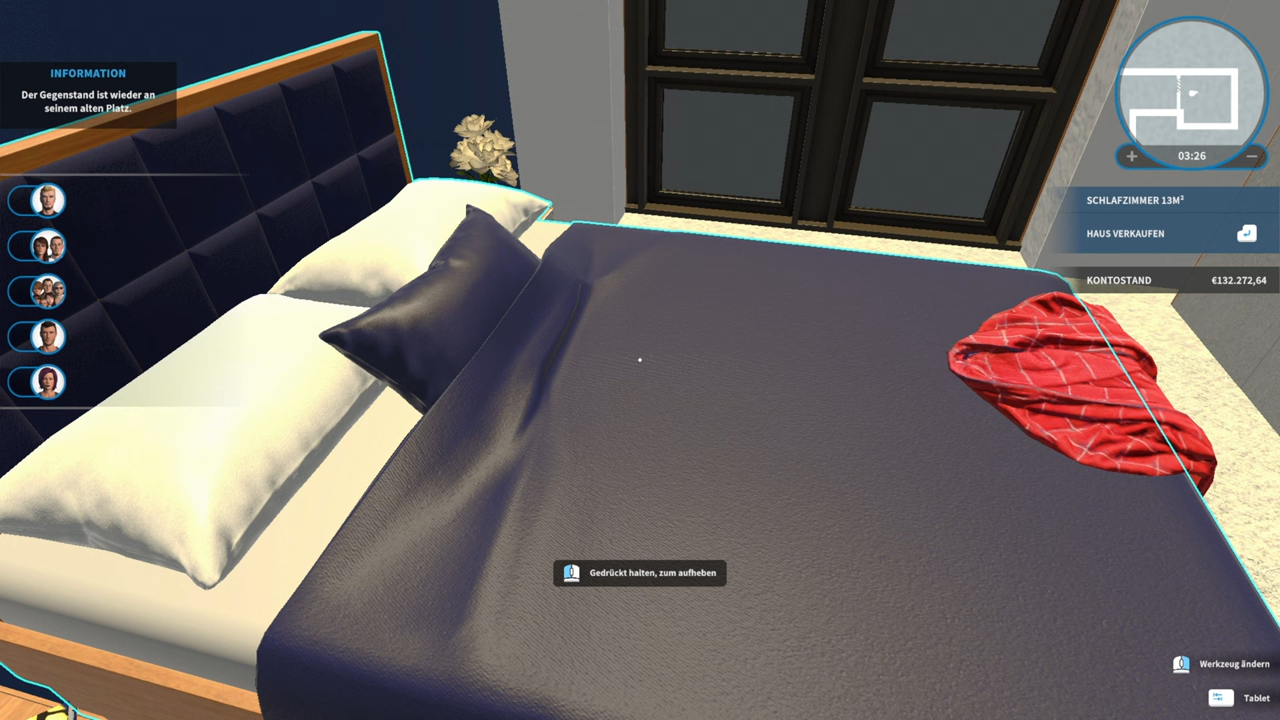 INFORMATION
Der Gegenstand ist wieder an
seinem alten Platz.
03:26
SCHLAFZIMMER 13M²
HAUS VERKAUFEN
KONTOSTAND €132.272,64
Gedrückt halten, zum aufheben
Werkzeug ändern
Tablet